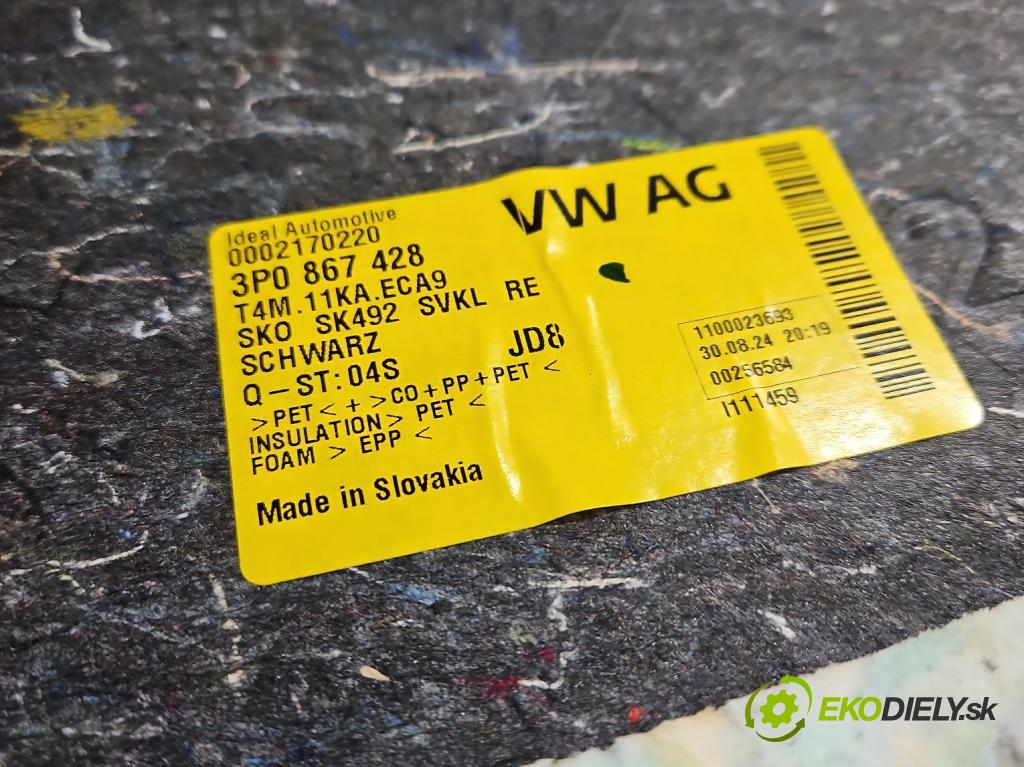 Ideal Automotive
0002170220
3P0 867 428
T4M.11KA.ECA9
SKO SK492 SVKL RE
SCHWARZ
JD8
Q-ST:04S
>PET<+>CO+PP+PET <
INSULATION> PET <
FOAM > EPP <
Made in Slovakia
VW AG
1100023693
30.08.24 20:19
00256584
I111459
EKODIELY.sk